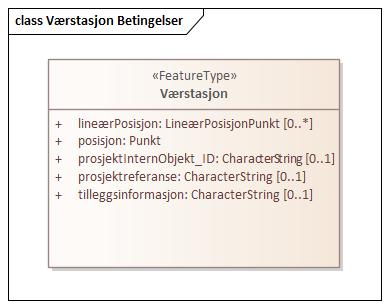 class Værstasjon Betingelser
«FeatureType»
Værstasjon
+ lineærPosisjon: LineærPosisjonPunkt [0..*]
+ posisjon: Punkt
+ prosjektInternObjekt_ID: CharacterString [0..1]
+ prosjektreferanse: CharacterString [0..1]
+ tilleggsinformasjon: CharacterString [0..1]